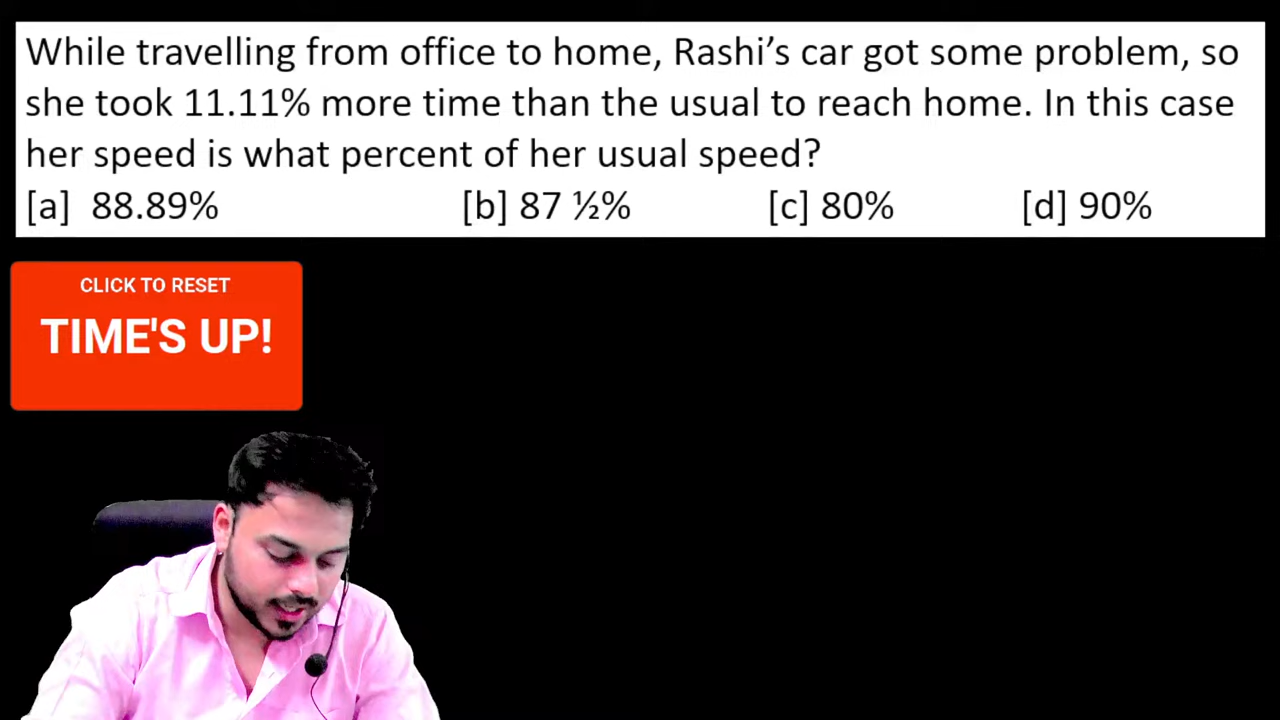 While travelling from office to home, Rashi’s car got some problem, so
she took 11.11% more time than the usual to reach home. In this case
her speed is what percent of her usual speed?
[a] 88.89% [b] 87 ½% [c] 80% [d] 90%
CLICK TO RESET
TIME'S UP!